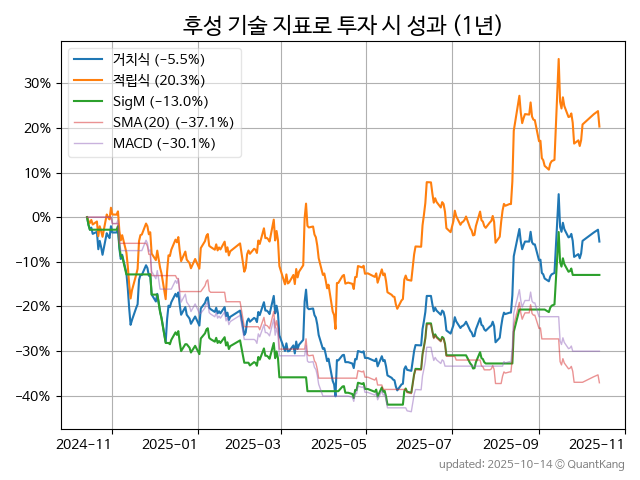 후성 기술 지표로 투자 시 성과 (1년)
거치식 (−5.5%)
적립식 (20.3%)
SigM (−13.0%)
SMA(20) (−37.1%)
MACD (−30.1%)
30%
20%
10%
0%
−10%
−20%
−30%
−40%
2024−11 2025−01 2025−03 2025−05 2025−07 2025−09 2025−11
updated: 2025-10-14 © QuantKang